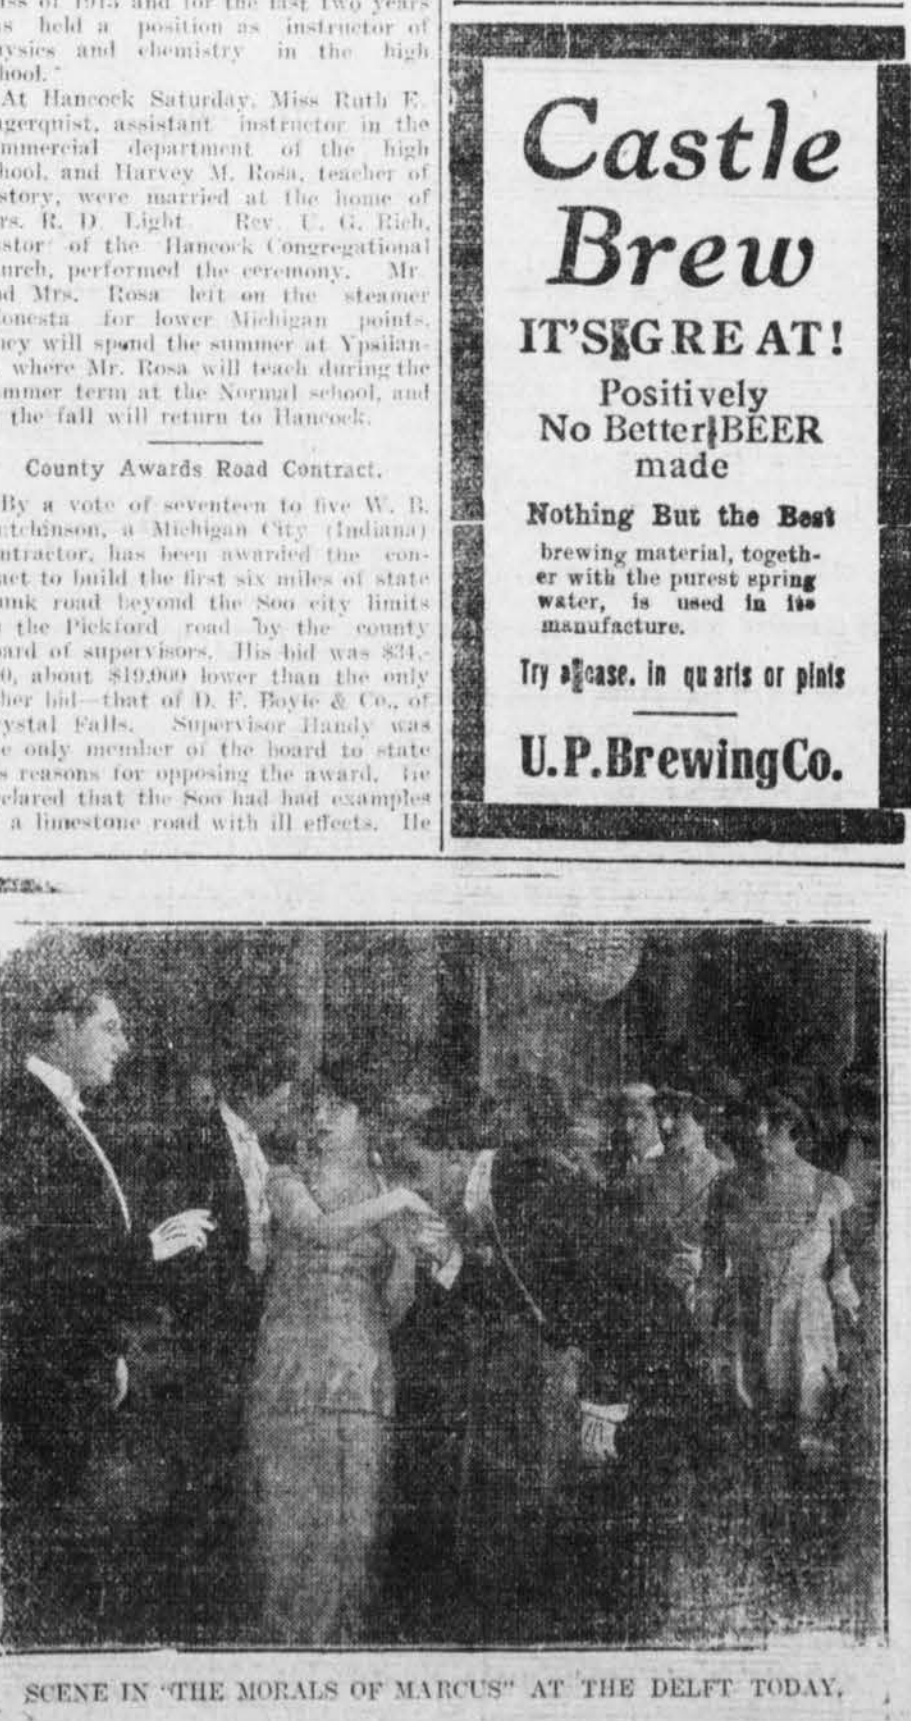 ss of 1915 and for the last two years
s held a position as instructor of
ysics and chemistry in the high
hool.
At Hancock Saturday, Miss Ruth E.
gerquist, assistant instructor in the
mmercial department of the high
hool, and Harvey M. Rosa, teacher of
story, were married at the home of
rs. R. D. Light. Rev. U. G. Rich,
stor of the Hancock Congregational
urch, performed the ceremony. Mr.
d Mrs. Rosa left on the steamer
onesta for lower Michigan points.
ey will spend the summer at Ypsilan-
where Mr. Rosa will teach during the
mmer term at the Normal school, and
the fall will return to Hancock.
County Awards Road Contract.
By a vote of seventeen to five W. B.
tchinson, a Michigan City (Indiana)
ntractor, has been awarded the con-
act to build the first six miles of state
unk road beyond the Soo city limits
the Pickford road by the county
ard of supervisors. His bid was $34,-
0, about $19,000 lower than the only
her bid—that of D. F. Boyle & Co., of
ystal Falls. Supervisor Handy was
e only member of the board to state
s reasons for opposing the award. He
clared that the Soo had had examples
a limestone road with ill effects. He
Castle
Brew
IT'S GREAT!
Positively
No Better BEER
made
Nothing But the Best
brewing material, togeth-
er with the purest spring
water, is used in its
manufacture.
Try a case, in quarts or pints
U.P.Brewing Co.
SCENE IN "THE MORALS OF MARCUS" AT THE DELFT TODAY.